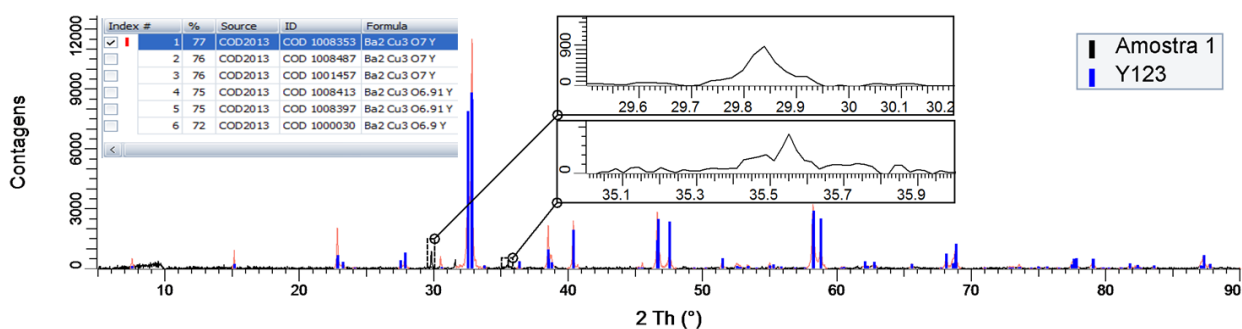 Index # % Source ID Formula
1 77 COD2013 COD 1008353 Ba2 Cu3 O7 Y
2 76 COD2013 COD 1008487 Ba2 Cu3 O7 Y
3 76 COD2013 COD 1001457 Ba2 Cu3 O7 Y
4 75 COD2013 COD 1008413 Ba2 Cu3 O6.91 Y
5 75 COD2013 COD 1008397 Ba2 Cu3 O6.91 Y
6 72 COD2013 COD 1000030 Ba2 Cu3 O6.9 Y
900
0
29.6 29.7 29.8 29.9 30 30.1 30.2
0
35.1 35.3 35.5 35.7 35.9
Amostra 1
Y123
Contagens
12000
9000
6000
3000
0
10 20 30 40 50 60 70 80 90
2 Th (°)